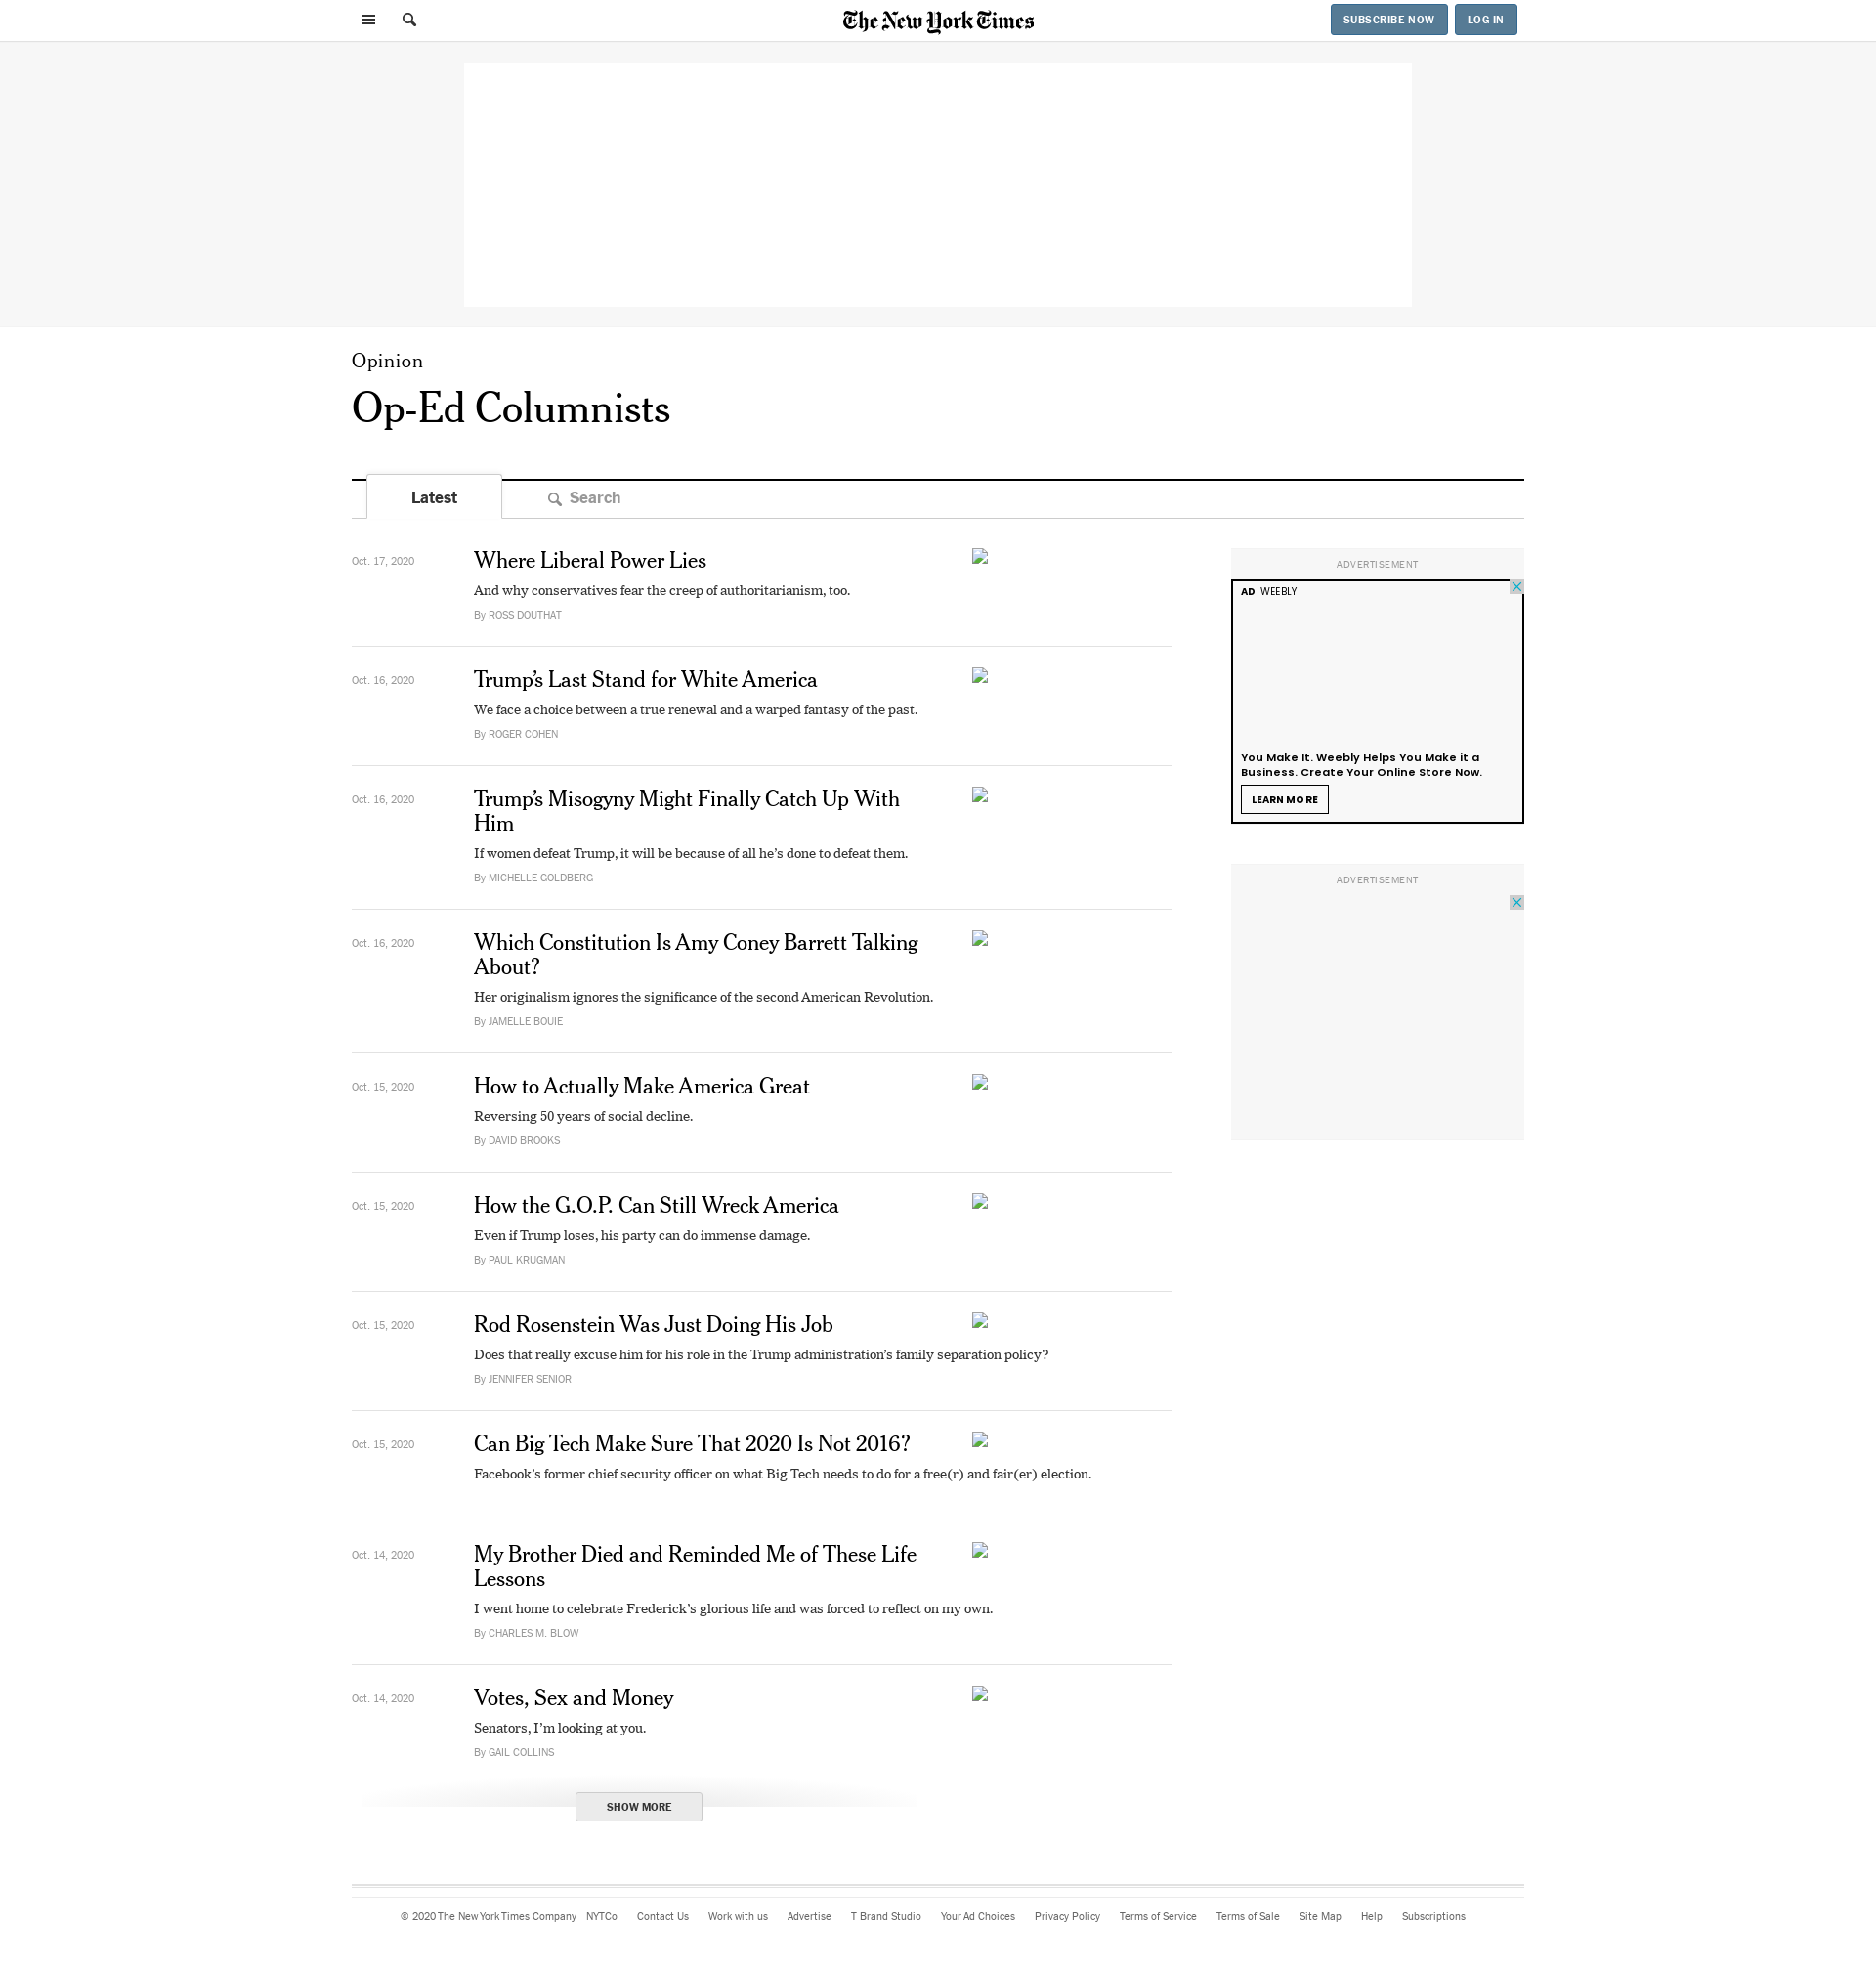 The New York Times
SUBSCRIBE NOW
LOG IN
Opinion
Op-Ed Columnists
Latest
Search
Oct. 17, 2020
Where Liberal Power Lies
And why conservatives fear the creep of authoritarianism, too.
By ROSS DOUTHAT
Oct. 16, 2020
Trump’s Last Stand for White America
We face a choice between a true renewal and a warped fantasy of the past.
By ROGER COHEN
Oct. 16, 2020
Trump’s Misogyny Might Finally Catch Up With
Him
If women defeat Trump, it will be because of all he’s done to defeat them.
By MICHELLE GOLDBERG
Oct. 16, 2020
Which Constitution Is Amy Coney Barrett Talking
About?
Her originalism ignores the significance of the second American Revolution.
By JAMELLE BOUIE
Oct. 15, 2020
How to Actually Make America Great
Reversing 50 years of social decline.
By DAVID BROOKS
Oct. 15, 2020
How the G.O.P. Can Still Wreck America
Even if Trump loses, his party can do immense damage.
By PAUL KRUGMAN
Oct. 15, 2020
Rod Rosenstein Was Just Doing His Job
Does that really excuse him for his role in the Trump administration’s family separation policy?
By JENNIFER SENIOR
Oct. 15, 2020
Can Big Tech Make Sure That 2020 Is Not 2016?
Facebook’s former chief security officer on what Big Tech needs to do for a free(r) and fair(er) election.
Oct. 14, 2020
My Brother Died and Reminded Me of These Life
Lessons
I went home to celebrate Frederick’s glorious life and was forced to reflect on my own.
By CHARLES M. BLOW
Oct. 14, 2020
Votes, Sex and Money
Senators, I’m looking at you.
By GAIL COLLINS
SHOW MORE
ADVERTISEMENT
AD WEEBLY
You Make It. Weebly Helps You Make it a
Business. Create Your Online Store Now.
LEARN MORE
ADVERTISEMENT
© 2020 The New York Times Company NYTCo Contact Us Work with us Advertise T Brand Studio Your Ad Choices Privacy Policy Terms of Service Terms of Sale Site Map Help Subscriptions